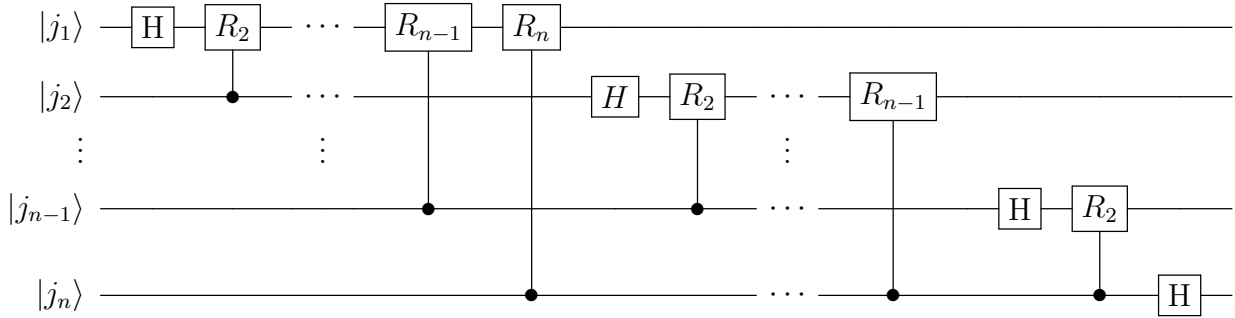 |j₁⟩ H R₂ ⋯ Rₙ₋₁ Rₙ
|j₂⟩ ⋯ H R₂ ⋯ Rₙ₋₁
⋮ ⋮ ⋮
|jₙ₋₁⟩ ⋯ H R₂
|jₙ⟩ ⋯ H